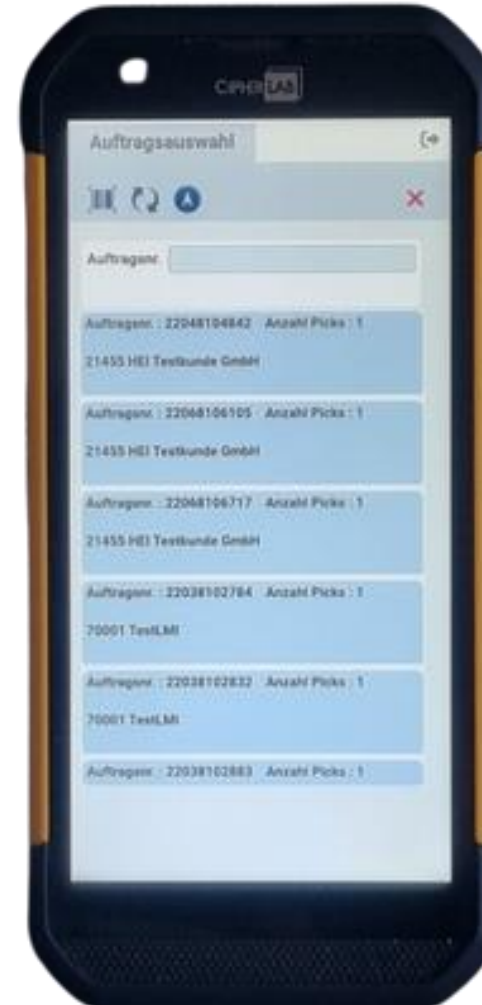 CIPHERLAB
Auftragsauswahl
Auftragsnr.
Auftragsnr. : 22048104842 Anzahl Picks : 1
21455 HEI Testkunde GmbH
Auftragsnr. : 22068106105 Anzahl Picks : 1
21455 HEI Testkunde GmbH
Auftragsnr. : 22068106717 Anzahl Picks : 1
21455 HEI Testkunde GmbH
Auftragsnr. : 22038102784 Anzahl Picks : 1
70001 TestLMI
Auftragsnr. : 22038102832 Anzahl Picks : 1
70001 TestLMI
Auftragsnr. : 22038102883 Anzahl Picks : 1